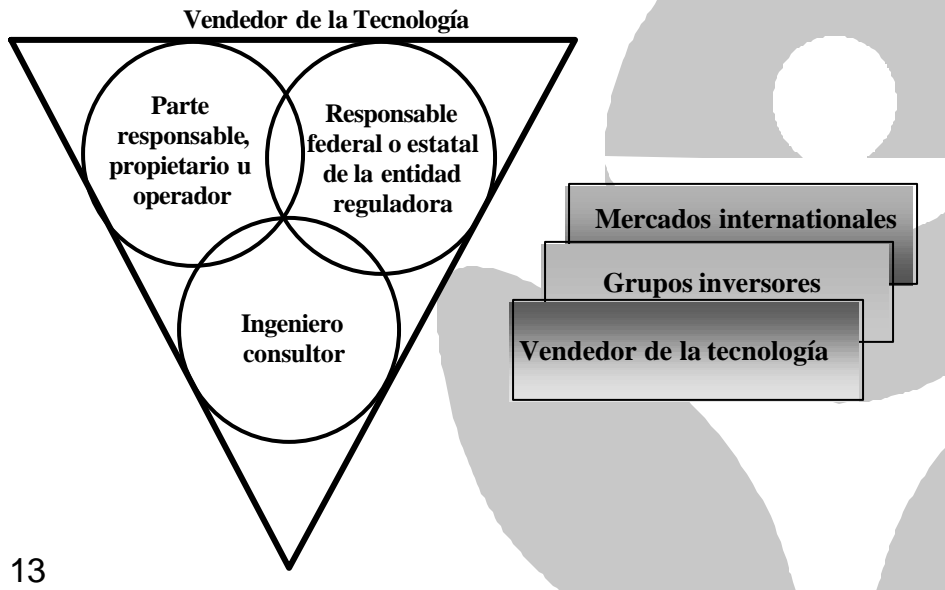 Vendedor de la Tecnología
Parte
responsable,
propietario u
operador
Responsable
federal o estatal
de la entidad
reguladora
Ingeniero
consultor
Mercados internationales
Grupos inversores
Vendedor de la tecnología
13